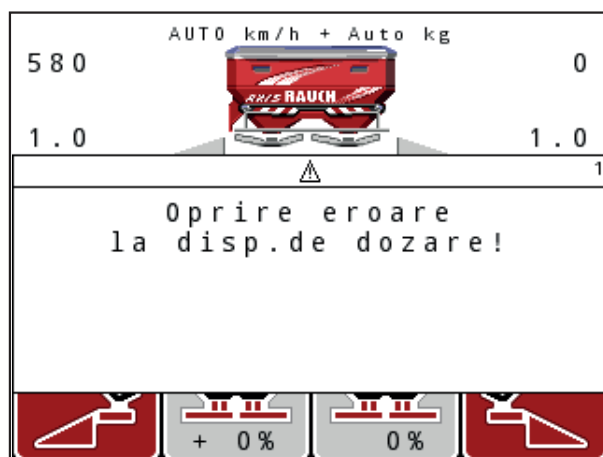 AUTO km/h + Auto kg
580 0
AXIS RAUCH
1.0 1.0
1
Oprire eroare
la disp.de dozare!
+ 0% 0%